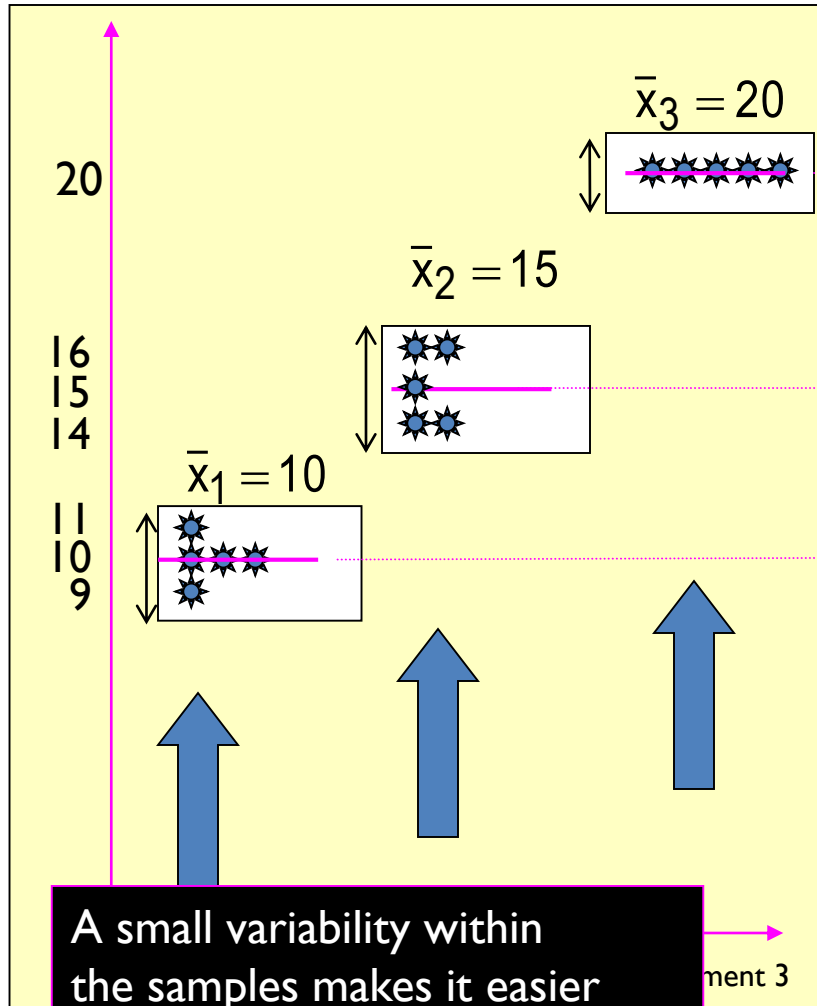 x̄₃ = 20
20
x̄₂ = 15
16
15
14
x̄₁ = 10
11
10
9
A small variability within
the samples makes it easier
ment 3